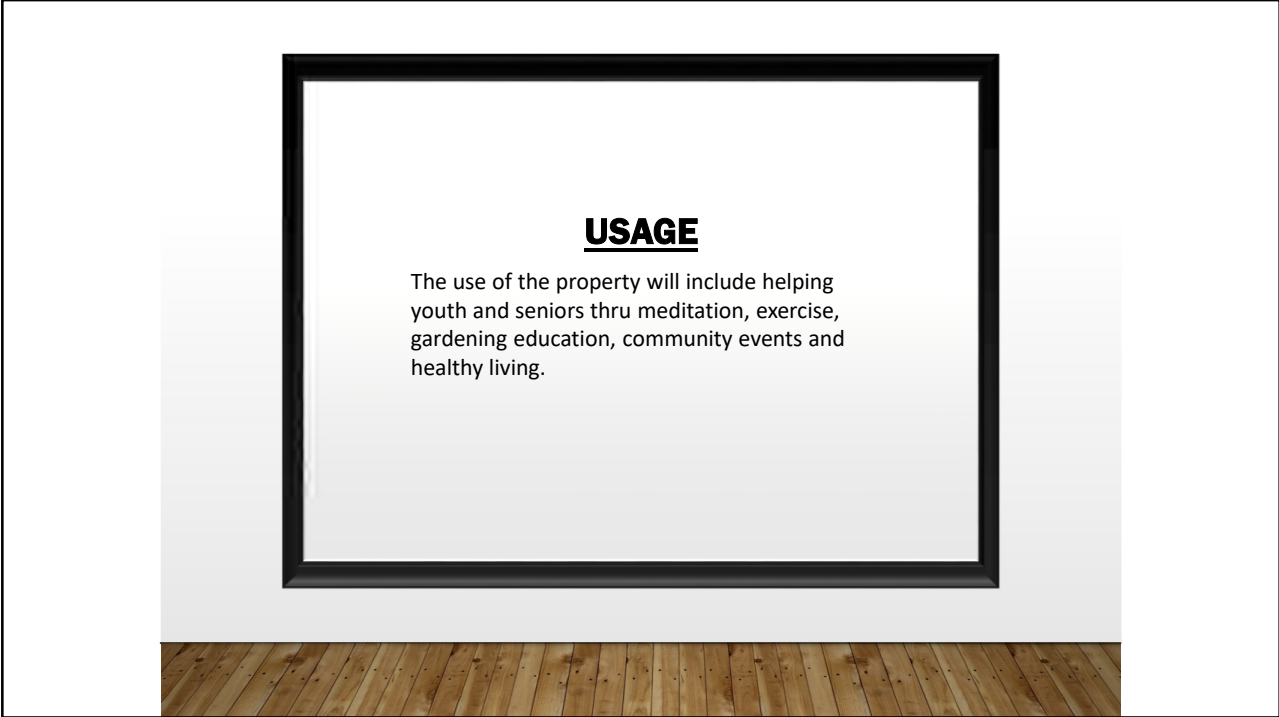 USAGE
The use of the property will include helping
youth and seniors thru meditation, exercise,
gardening education, community events and
healthy living.